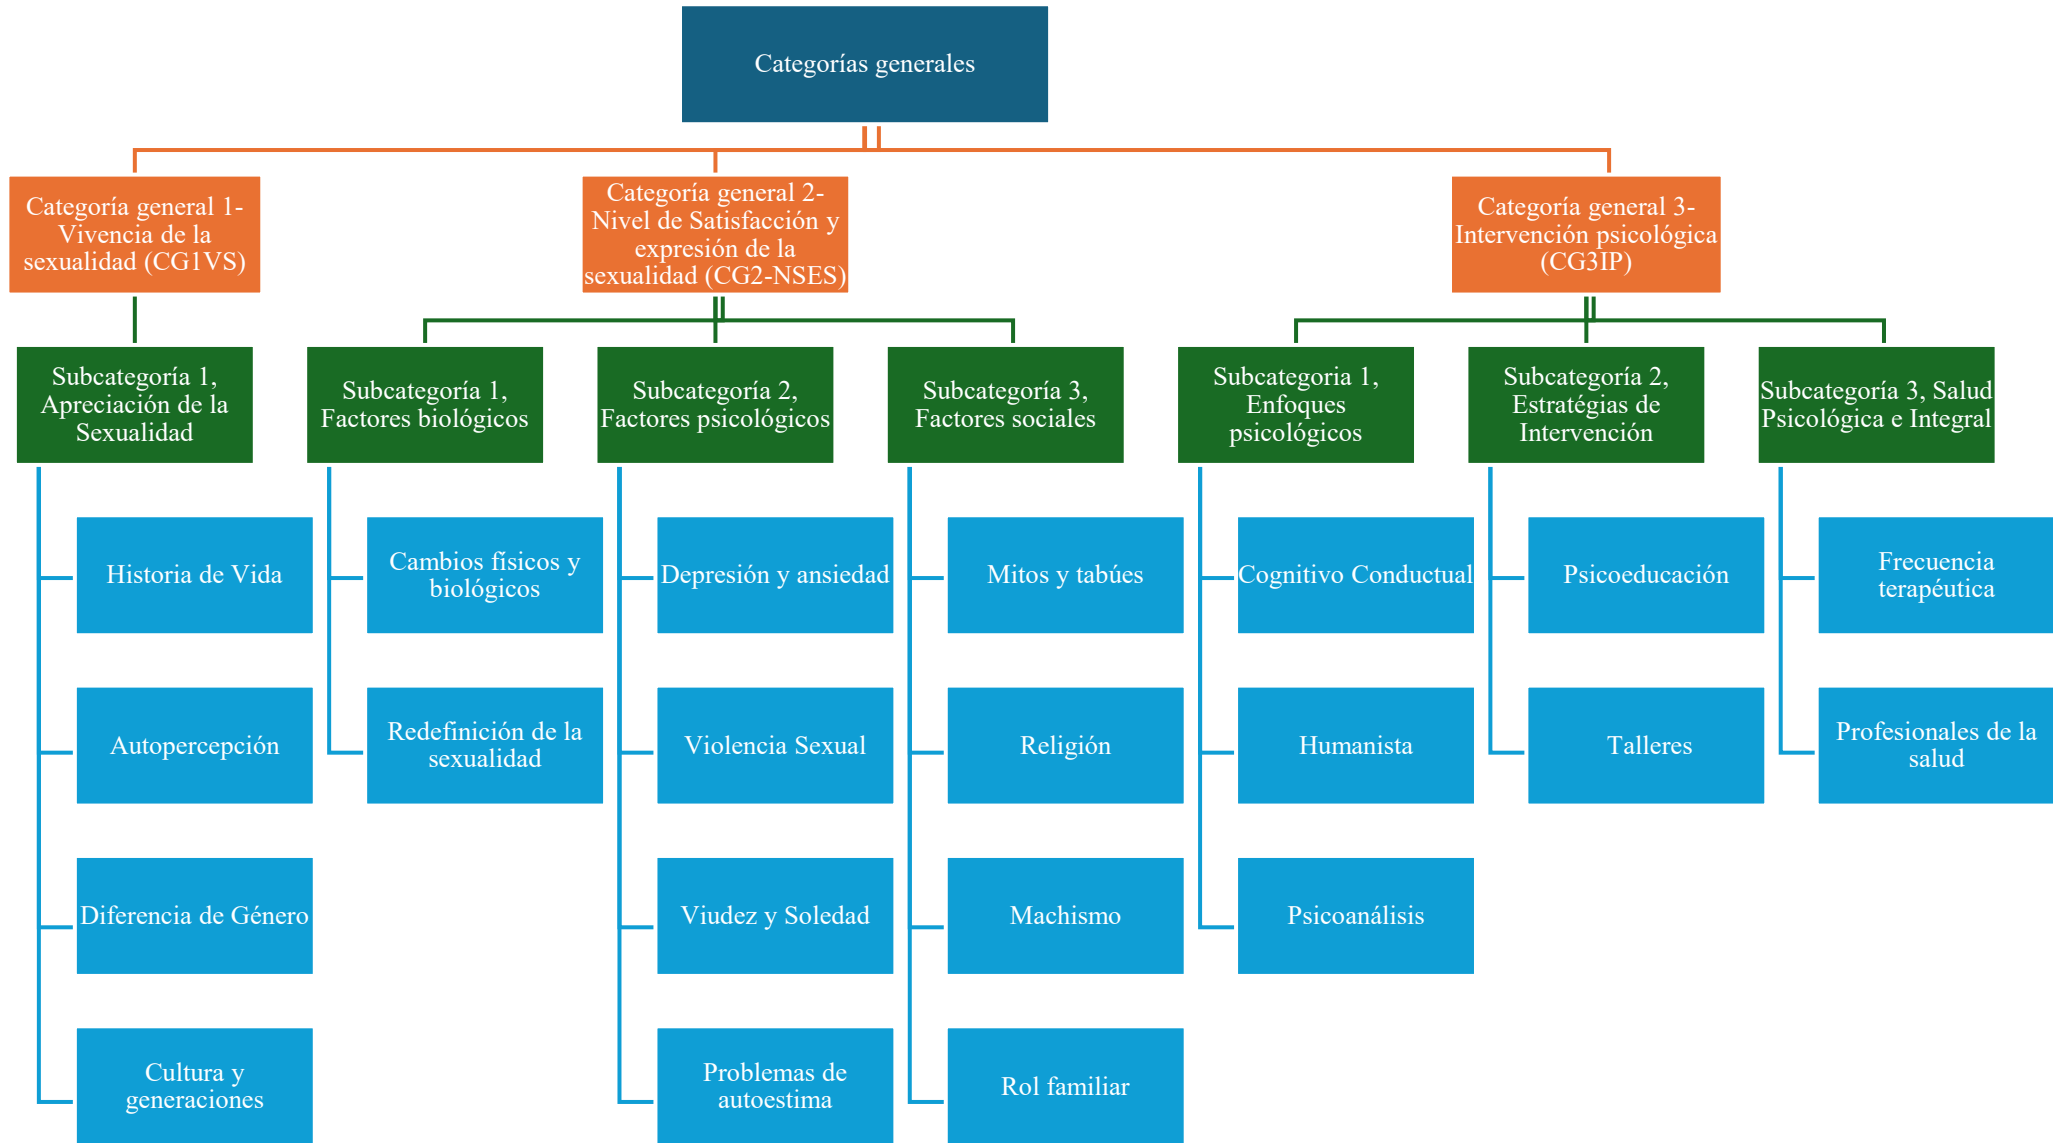 Categorías generales
Categoría general 1-
Vivencia de la
sexualidad (CG1VS)
Categoría general 2-
Nivel de Satisfacción y
expresión de la
sexualidad (CG2-NSES)
Categoría general 3-
Intervención psicológica
(CG3IP)
Subcategoría 1,
Apreciación de la
Sexualidad
Subcategoría 1,
Factores biológicos
Subcategoría 2,
Factores psicológicos
Subcategoría 3,
Factores sociales
Subcategoria 1,
Enfoques
psicológicos
Subcategoría 2,
Estratégias de
Intervención
Subcategoría 3, Salud
Psicológica e Integral
Historia de Vida
Cambios físicos y
biológicos
Depresión y ansiedad
Mitos y tabúes
Cognitivo Conductual
Psicoeducación
Frecuencia
terapéutica
Autopercepción
Redefinición de la
sexualidad
Violencia Sexual
Religión
Humanista
Talleres
Profesionales de la
salud
Diferencia de Género
Viudez y Soledad
Machismo
Psicoanálisis
Cultura y
generaciones
Problemas de
autoestima
Rol familiar